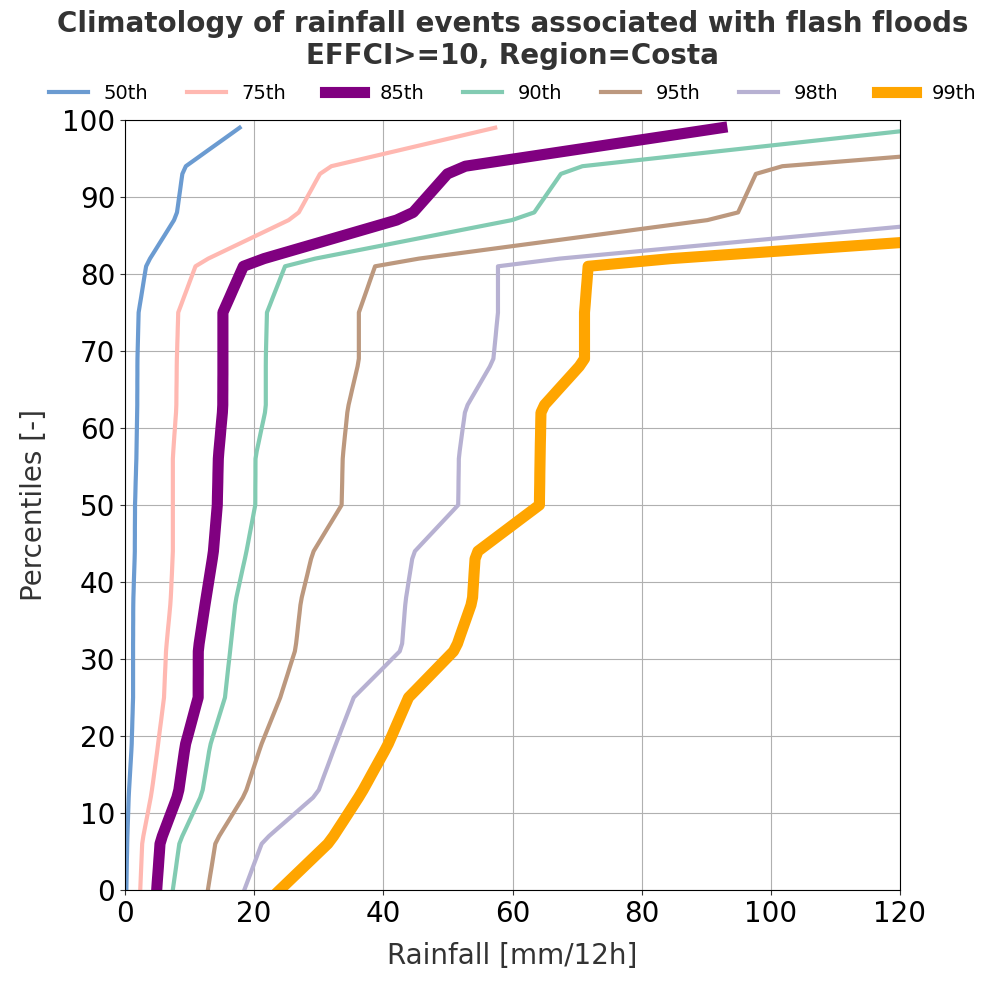 Climatology of rainfall events associated with flash floods
EFFCI>=10, Region=Costa
50th 75th 85th 90th 95th 98th 99th
100
90
80
70
60
50
40
30
20
10
0
Percentiles [-]
0 20 40 60 80 100 120
Rainfall [mm/12h]